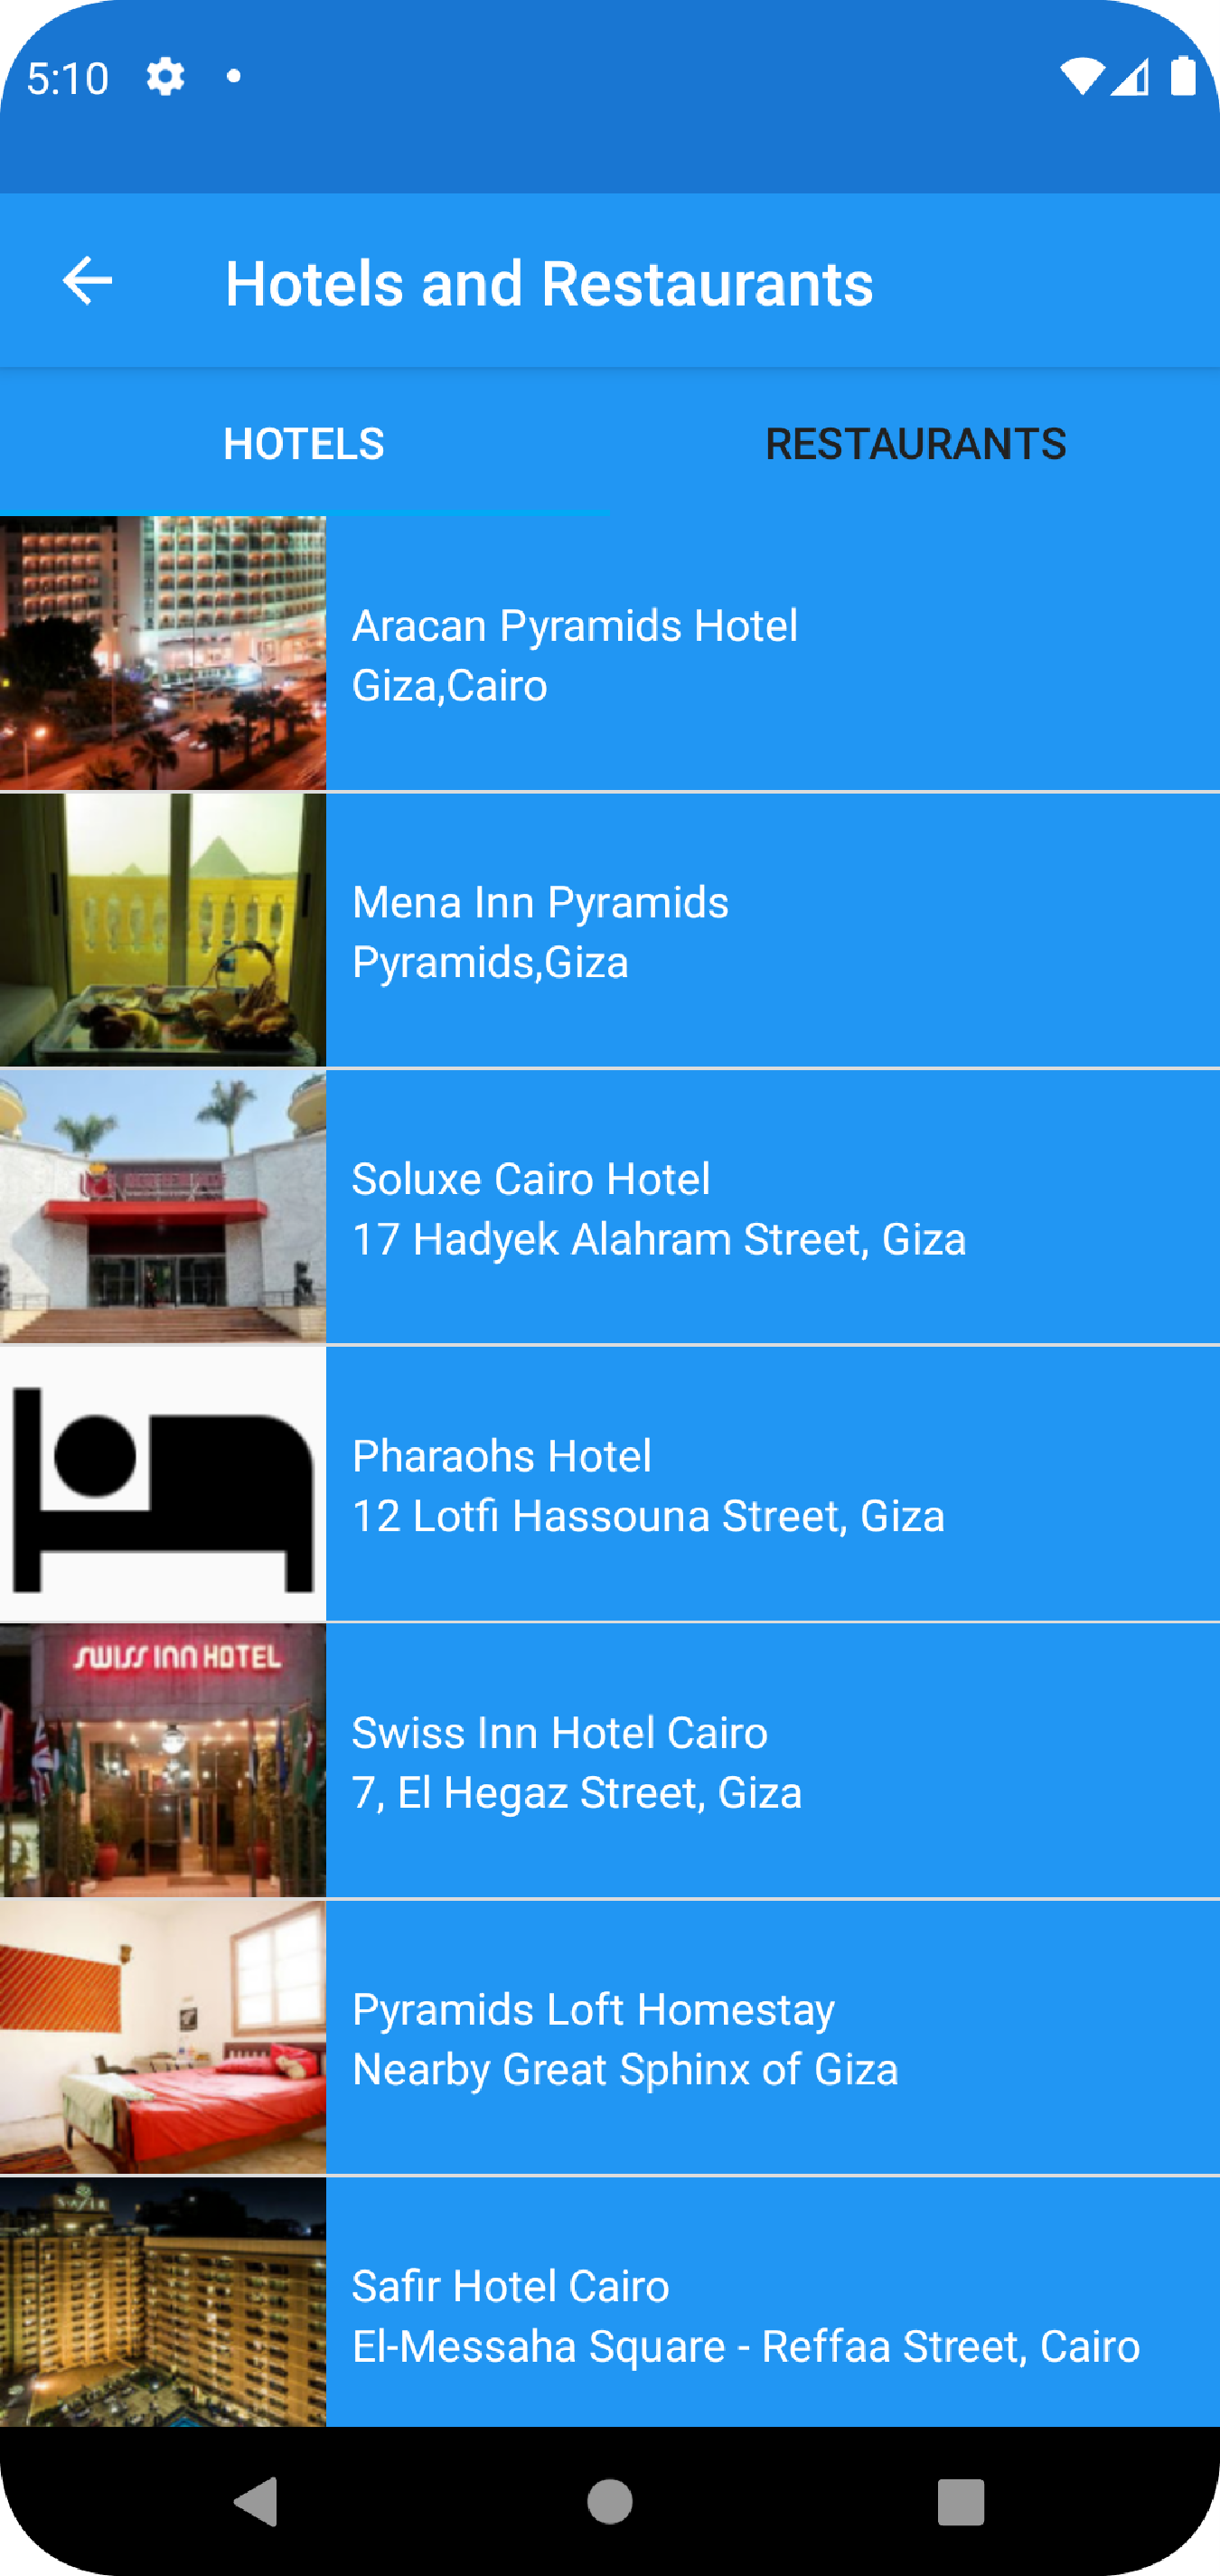 5:10
Hotels and Restaurants
HOTELS
RESTAURANTS
Aracan Pyramids Hotel
Giza,Cairo
Mena Inn Pyramids
Pyramids,Giza
Soluxe Cairo Hotel
17 Hadyek Alahram Street, Giza
Pharaohs Hotel
12 Lotfi Hassouna Street, Giza
SWISS INN HOTEL
Swiss Inn Hotel Cairo
7, El Hegaz Street, Giza
Pyramids Loft Homestay
Nearby Great Sphinx of Giza
Safir Hotel Cairo
El-Messaha Square - Reffaa Street, Cairo